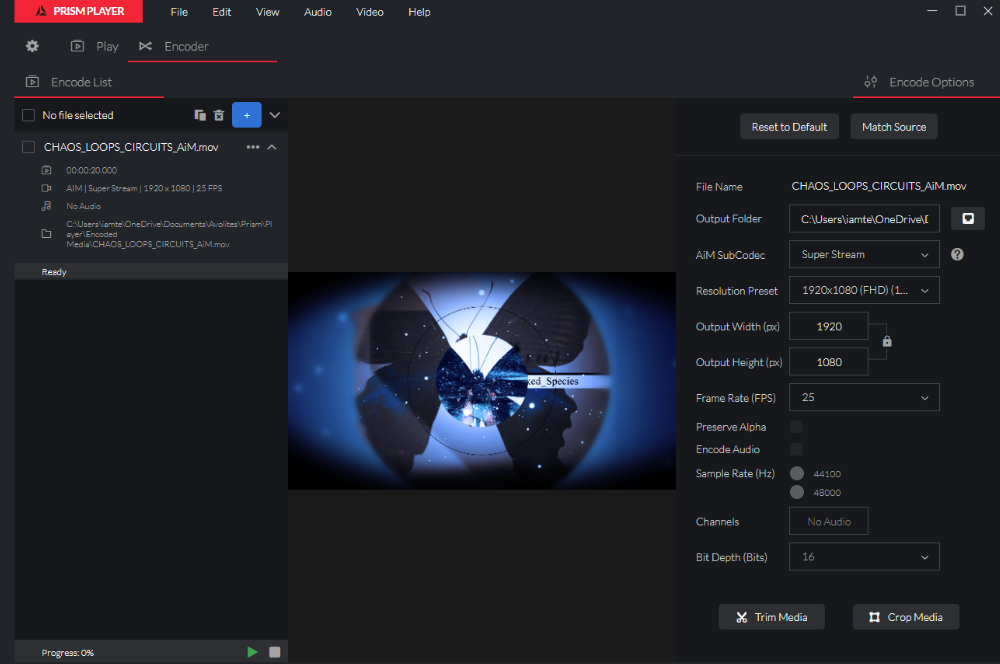 PRISM PLAYER
File Edit View Audio Video Help
Play Encoder
Encode List
Encode Options
No file selected
+
Reset to Default Match Source
CHAOS_LOOPS_CIRCUITS_AiM.mov
00:00:20.000
AIM | Super Stream | 1920 x 1080 | 25 FPS
No Audio
C:\Users\iamte\OneDrive\Documents\Avolites\Prism\Pl
ayer\Encoded
Media\CHAOS_LOOPS_CIRCUITS_AiM.mov
Ready
ked_Species
File Name CHAOS_LOOPS_CIRCUITS_AiM.mov
Output Folder C:\Users\iamte\OneDrive\
AiM SubCodec Super Stream ?
Resolution Preset 1920x1080 (FHD) (1...
Output Width (px) 1920
Output Height (px) 1080
Frame Rate (FPS) 25
Preserve Alpha
Encode Audio
Sample Rate (Hz) 44100
48000
Channels No Audio
Bit Depth (Bits) 16
Trim Media Crop Media
Progress: 0%